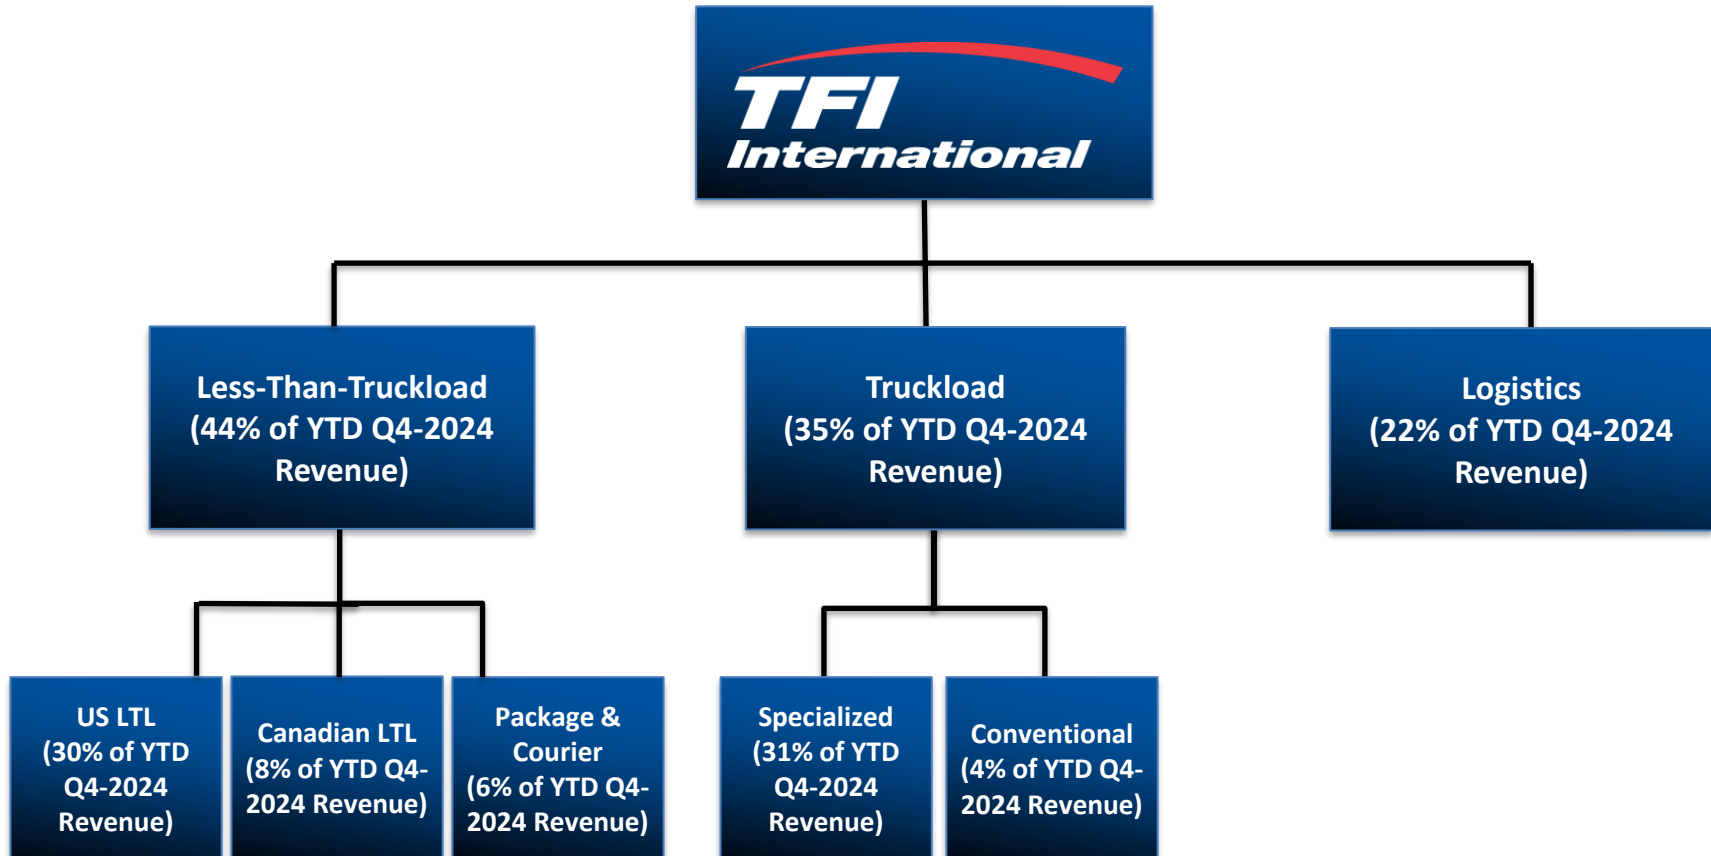 TFI
International
Less-Than-Truckload
(44% of YTD Q4-2024
Revenue)
Truckload
(35% of YTD Q4-2024
Revenue)
Logistics
(22% of YTD Q4-2024
Revenue)
US LTL
(30% of YTD
Q4-2024
Revenue)
Canadian LTL
(8% of YTD Q4-
2024 Revenue)
Package &
Courier
(6% of YTD Q4-
2024 Revenue)
Specialized
(31% of YTD
Q4-2024
Revenue)
Conventional
(4% of YTD Q4-
2024 Revenue)